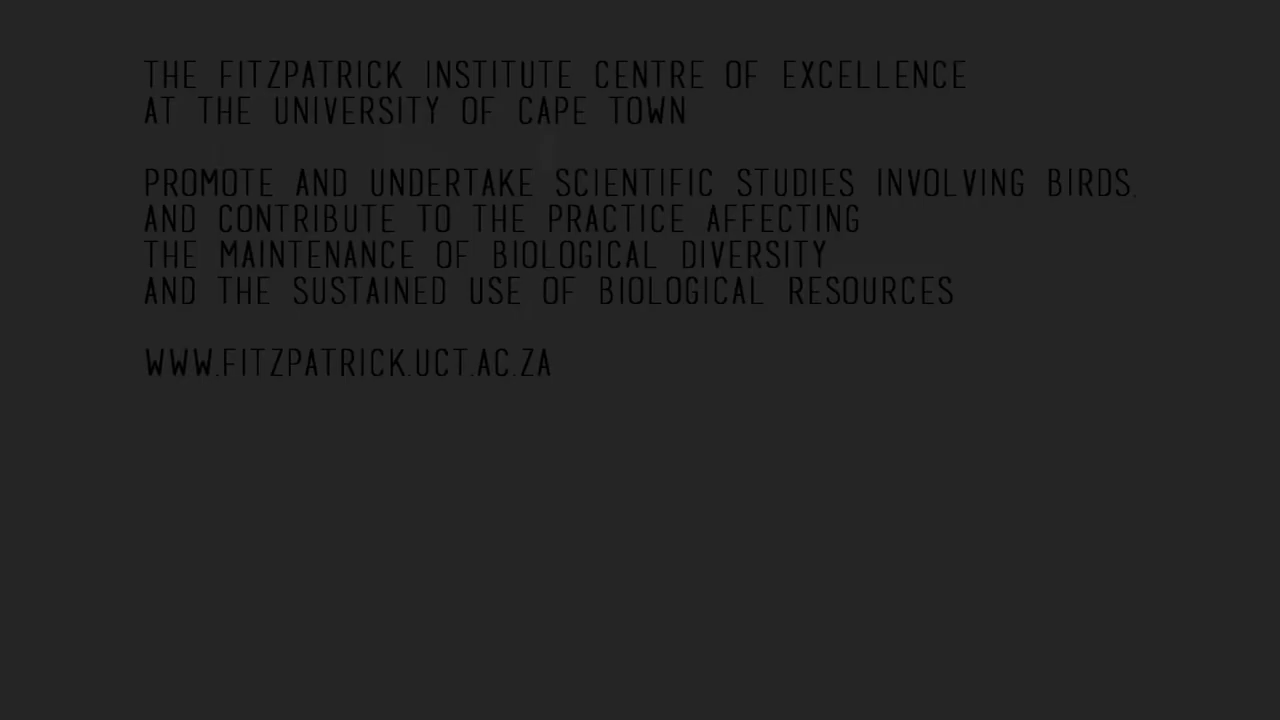 THE FITZPATRICK INSTITUTE CENTRE OF EXCELLENCE
AT THE UNIVERSITY OF CAPE TOWN
PROMOTE AND UNDERTAKE SCIENTIFIC STUDIES INVOLVING BIRDS,
AND CONTRIBUTE TO THE PRACTICE AFFECTING
THE MAINTENANCE OF BIOLOGICAL DIVERSITY
AND THE SUSTAINED USE OF BIOLOGICAL RESOURCES
WWW.FITZPATRICK.UCT.AC.ZA